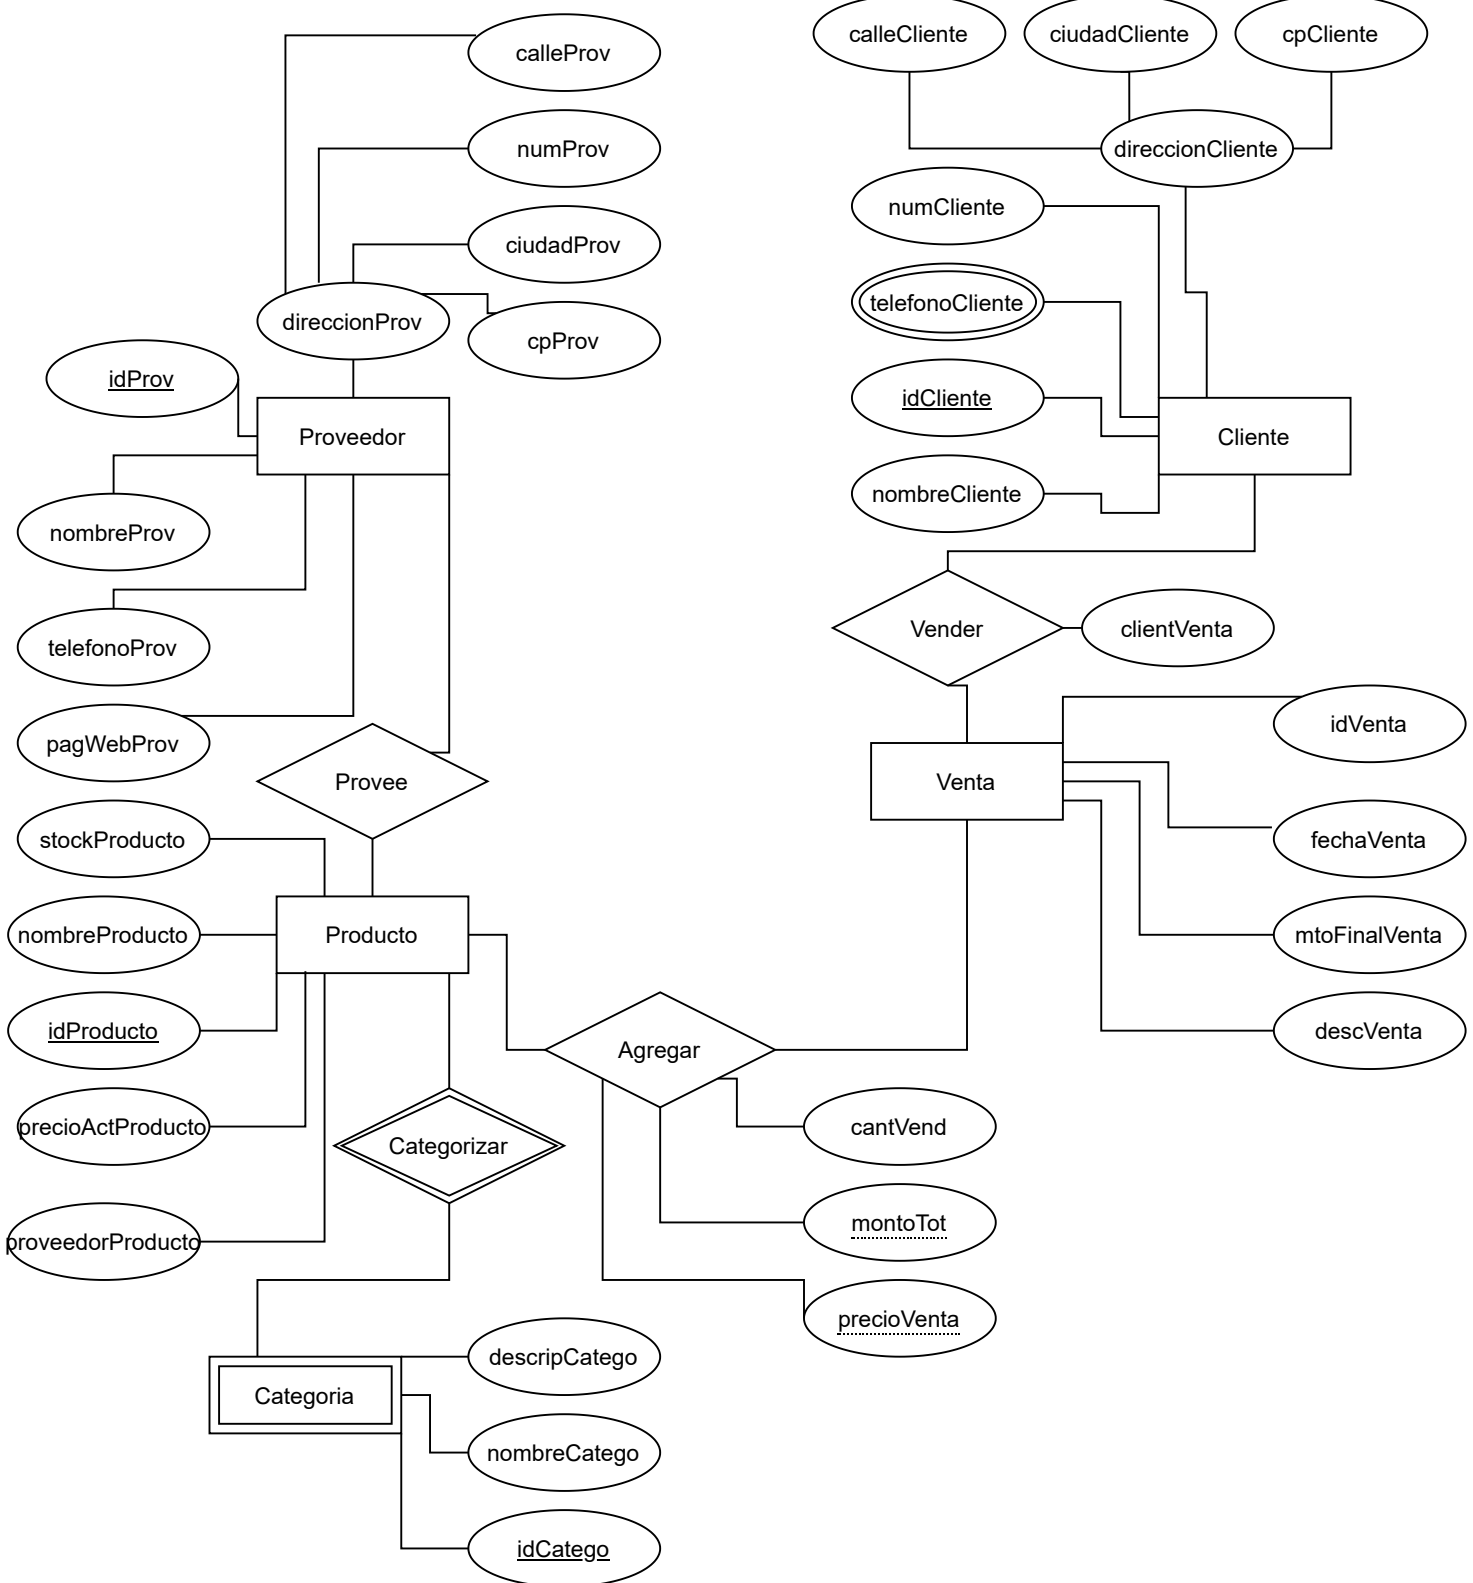 calleProv
calleCliente
ciudadCliente
cpCliente
numProv
direccionCliente
numCliente
ciudadProv
telefonoCliente
direccionProv
cpProv
idProv
idCliente
Proveedor
Cliente
nombreCliente
nombreProv
Vender
clientVenta
telefonoProv
idVenta
pagWebProv
Provee
Venta
stockProducto
fechaVenta
nombreProducto
Producto
mtoFinalVenta
idProducto
Agregar
descVenta
precioActProducto
Categorizar
cantVend
montoTot
proveedorProducto
precioVenta
descripCatego
Categoria
nombreCatego
idCatego